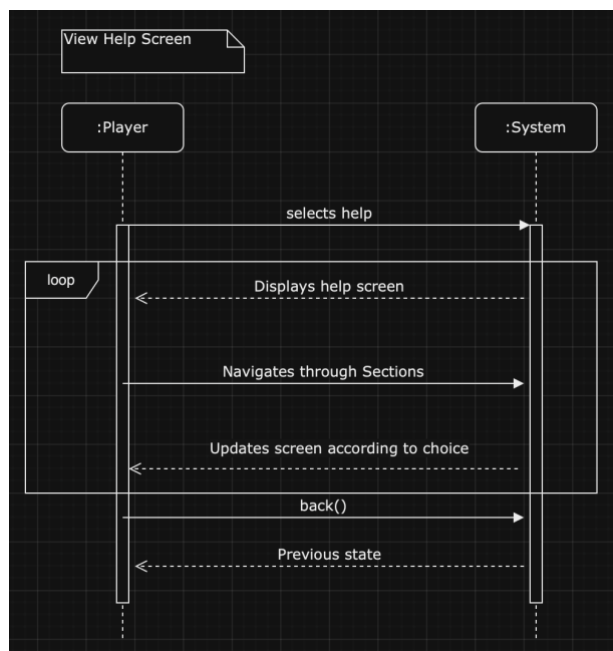 View Help Screen
:Player
:System
selects help
loop
Displays help screen
Navigates through Sections
Updates screen according to choice
back()
Previous state